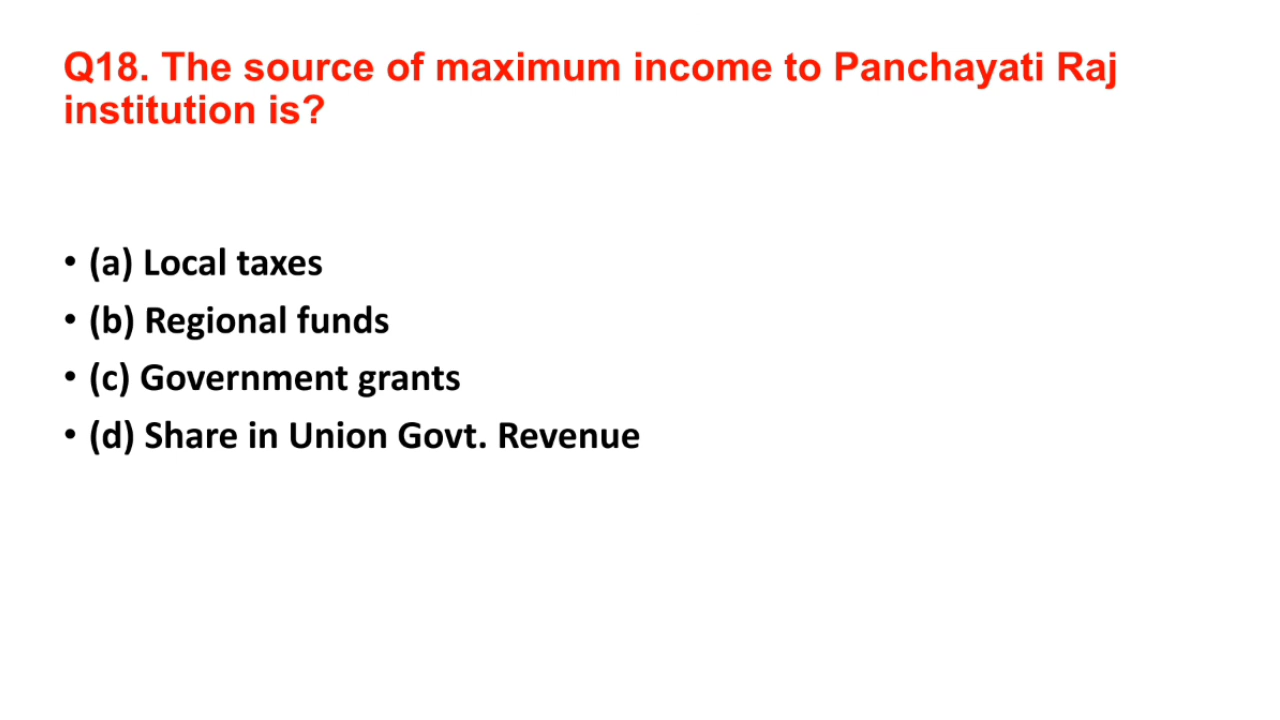 Q18. The source of maximum income to Panchayati Raj
institution is?
• (a) Local taxes
• (b) Regional funds
• (c) Government grants
• (d) Share in Union Govt. Revenue